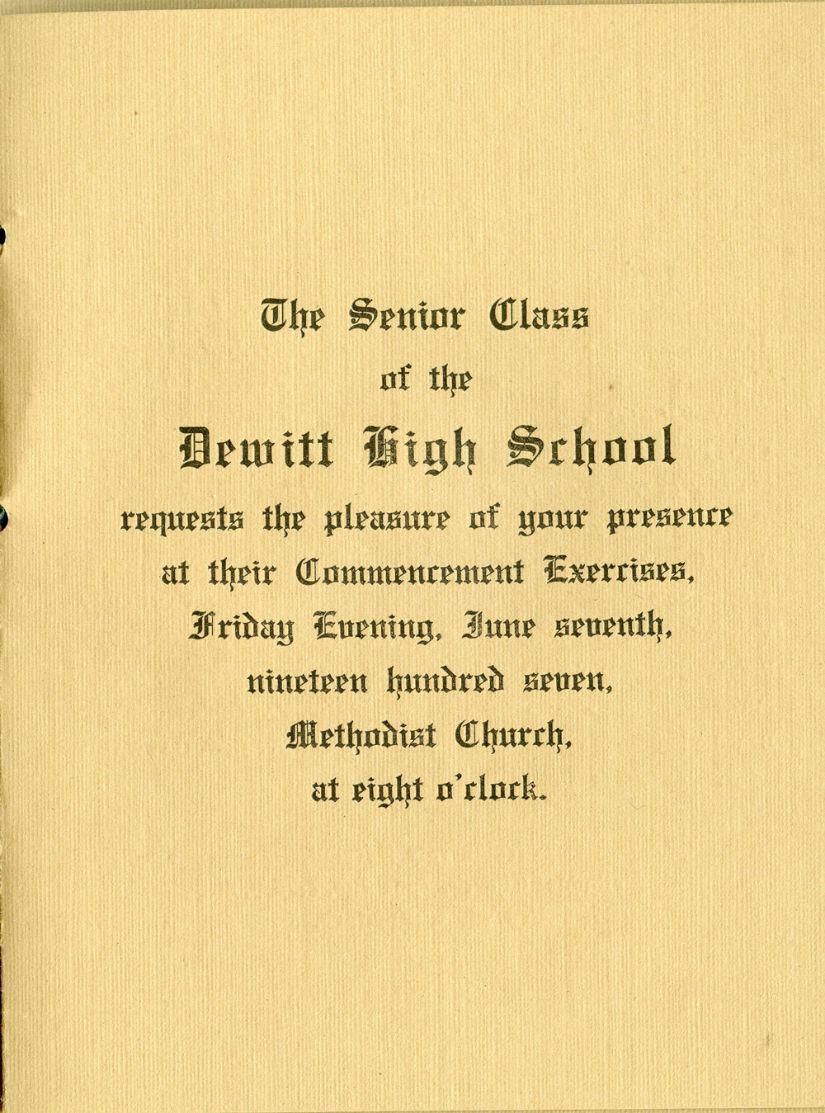 The Senior Class
of the
Dewitt High School
requests the pleasure of your presence
at their Commencement Exercises,
Friday Evening, June seventh,
nineteen hundred seven,
Methodist Church,
at eight o'clock.